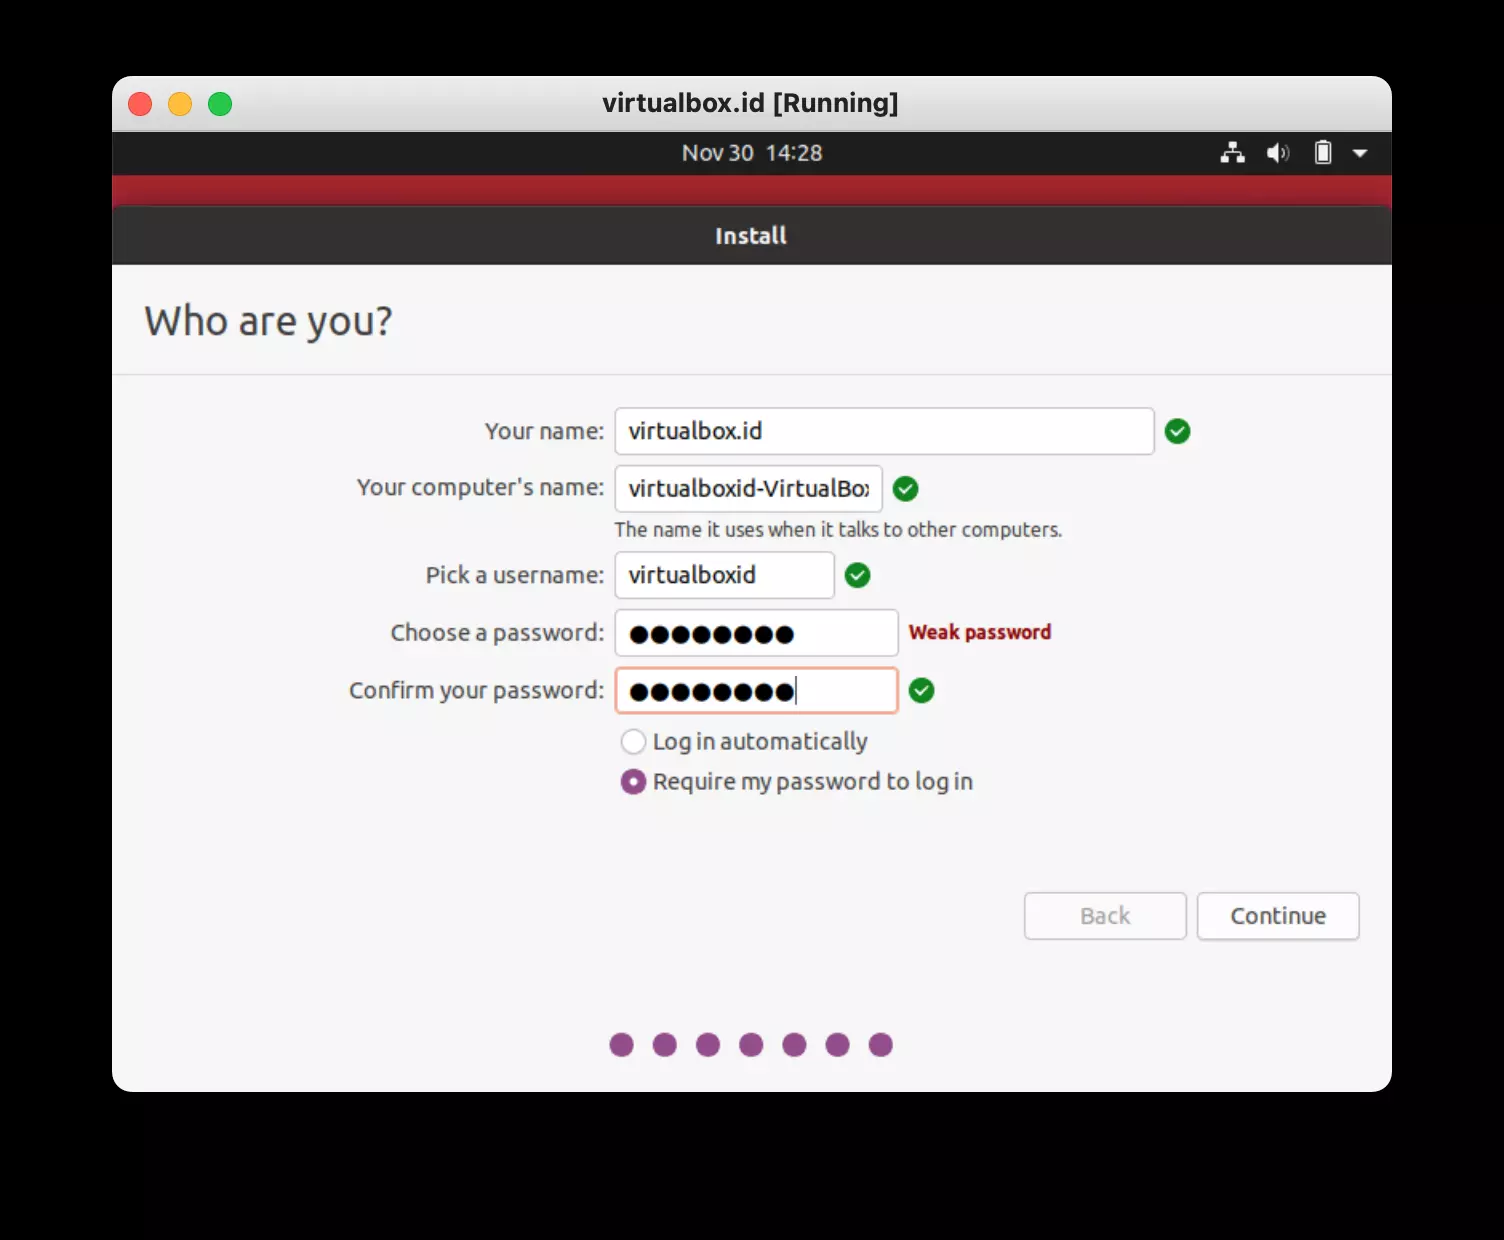 virtualbox.id [Running]
Nov 30 14:28
Install
Who are you?
Your name: virtualbox.id
Your computer's name: virtualboxid-VirtualBox
The name it uses when it talks to other computers.
Pick a username: virtualboxid
Choose a password: ●●●●●●●● Weak password
Confirm your password: ●●●●●●●●
Log in automatically
Require my password to log in
Back Continue